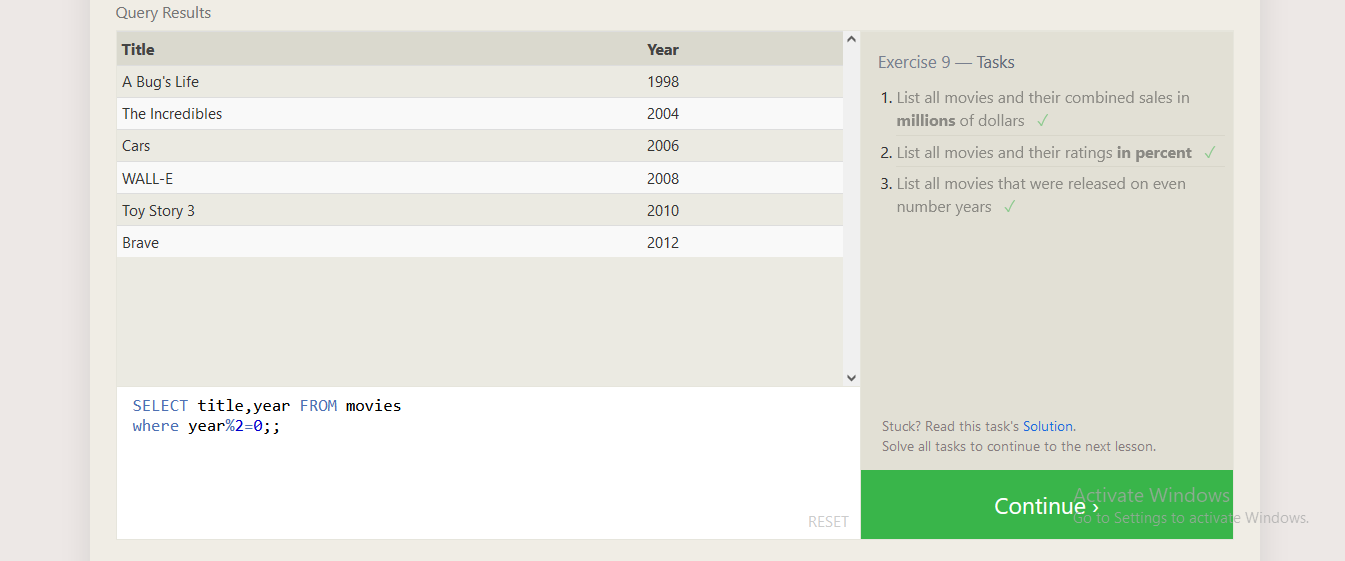 Query Results
Title Year
A Bug's Life 1998
The Incredibles 2004
Cars 2006
WALL-E 2008
Toy Story 3 2010
Brave 2012
SELECT title,year FROM movies
where year%2=0;;
RESET
Exercise 9 — Tasks
1. List all movies and their combined sales in
millions of dollars ✓
2. List all movies and their ratings in percent ✓
3. List all movies that were released on even
number years ✓
Stuck? Read this task's Solution.
Solve all tasks to continue to the next lesson.
Continue ›
Activate Windows
Go to Settings to activate Windows.